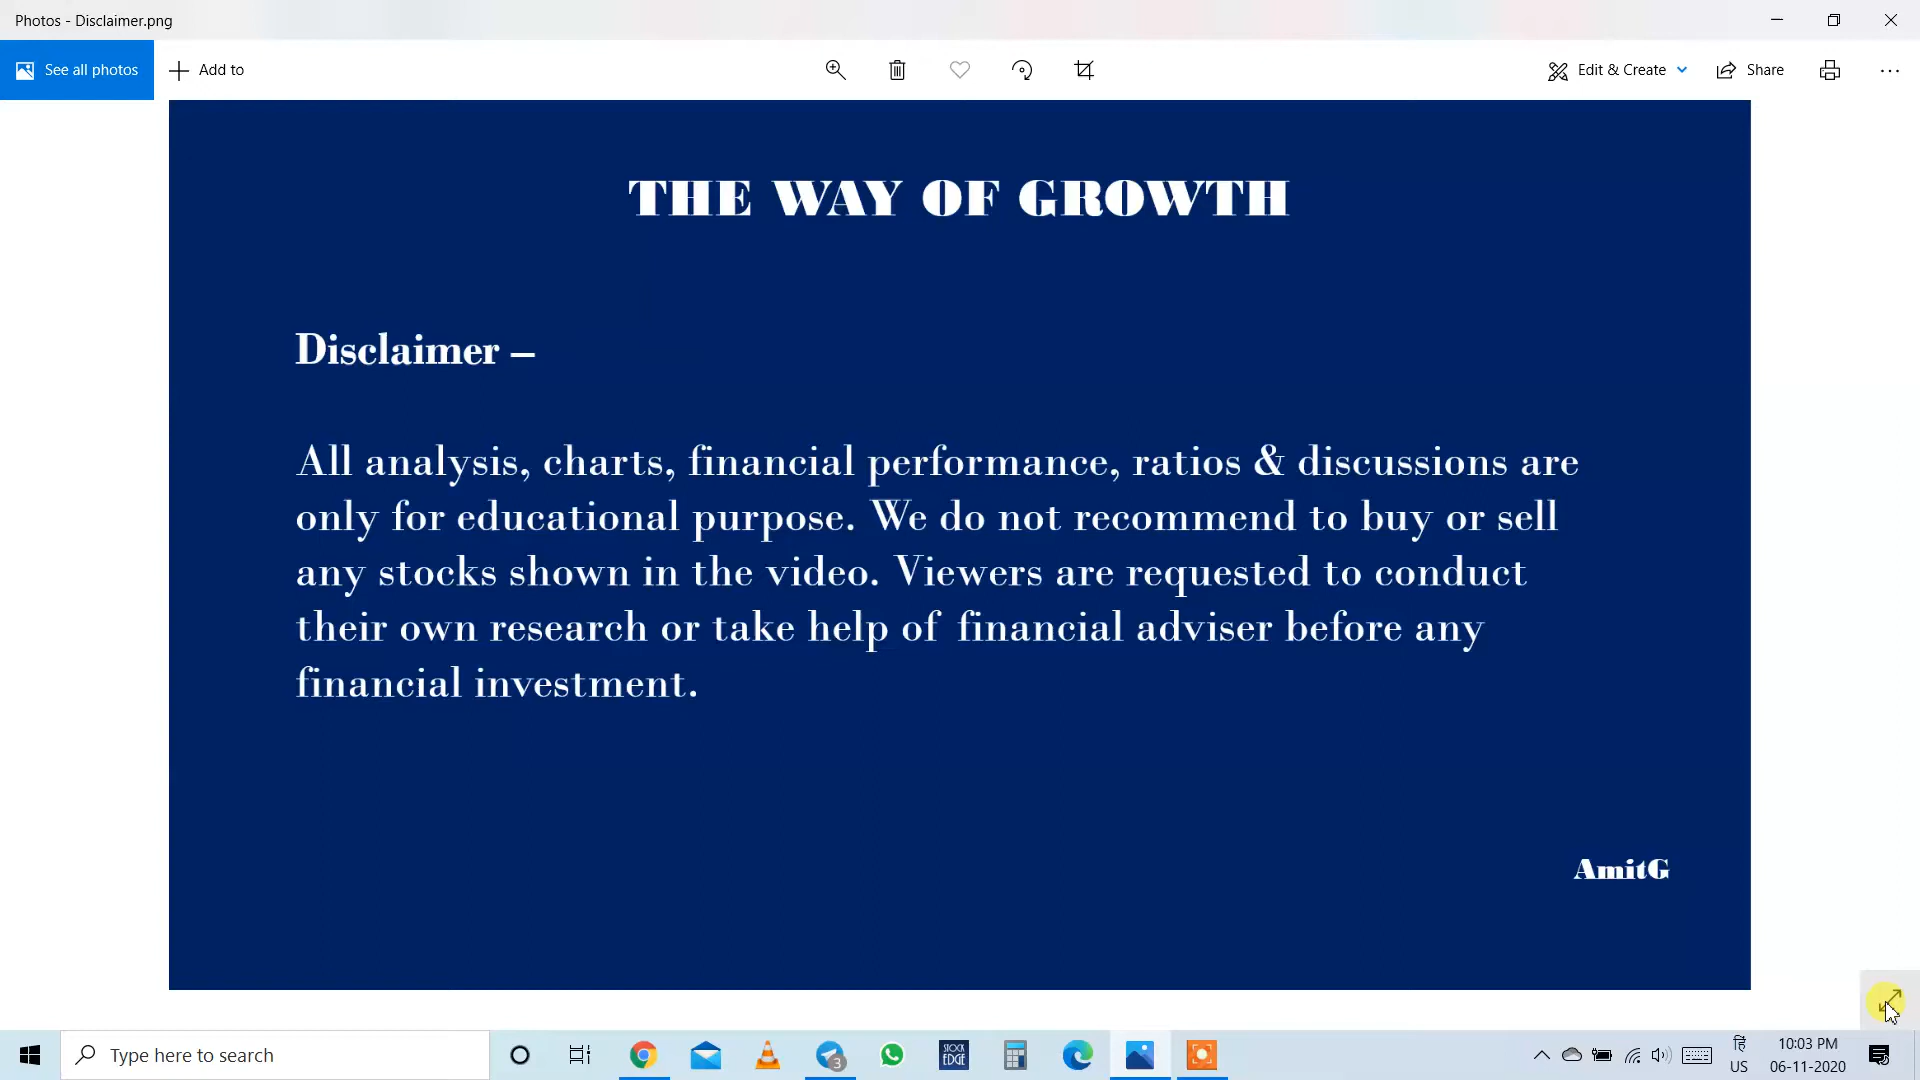 Photos - Disclaimer.png
See all photos
Add to
Edit & Create
Share
THE WAY OF GROWTH
Disclaimer –
All analysis, charts, financial performance, ratios & discussions are
only for educational purpose. We do not recommend to buy or sell
any stocks shown in the video. Viewers are requested to conduct
their own research or take help of financial adviser before any
financial investment.
AmitG
Type here to search
3
STOCK
EDGE
हि
US
10:03 PM
06-11-2020